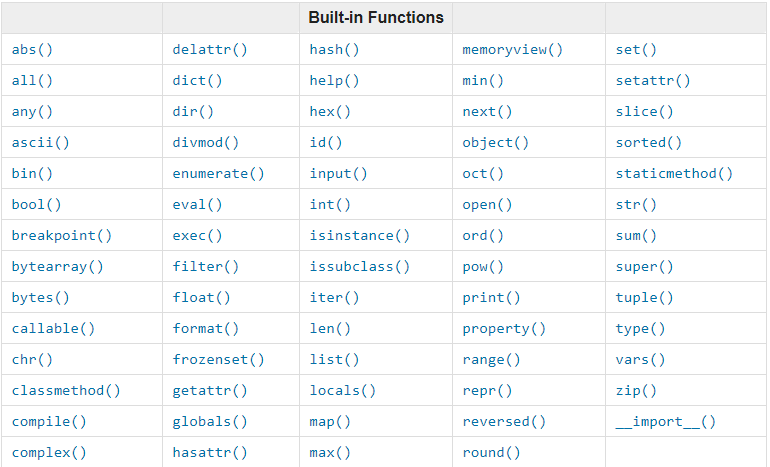 Built-in Functions
abs() delattr() hash() memoryview() set()
all() dict() help() min() setattr()
any() dir() hex() next() slice()
ascii() divmod() id() object() sorted()
bin() enumerate() input() oct() staticmethod()
bool() eval() int() open() str()
breakpoint() exec() isinstance() ord() sum()
bytearray() filter() issubclass() pow() super()
bytes() float() iter() print() tuple()
callable() format() len() property() type()
chr() frozenset() list() range() vars()
classmethod() getattr() locals() repr() zip()
compile() globals() map() reversed() __import__()
complex() hasattr() max() round()